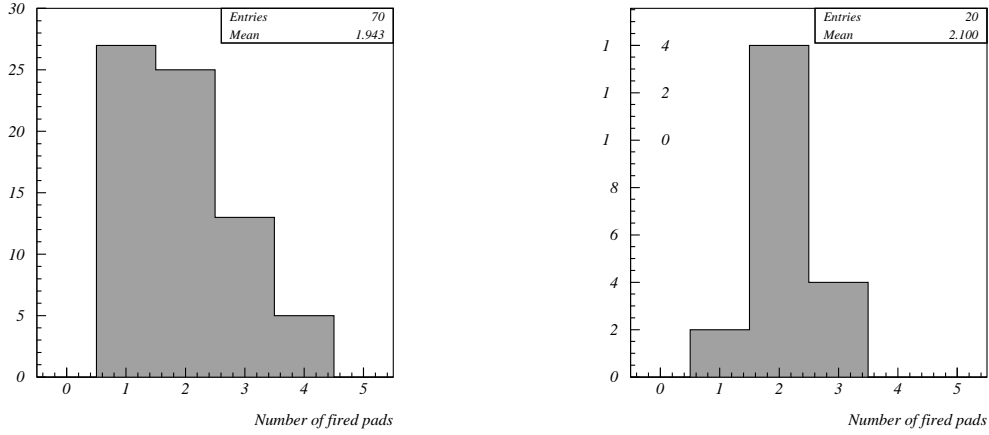 30
25
20
15
10
5
0
Entries 70
Mean 1.943
0 1 2 3 4 5
Number of fired pads
1 4
1 2
1 0
8
6
4
2
0
Entries 20
Mean 2.100
0 1 2 3 4 5
Number of fired pads